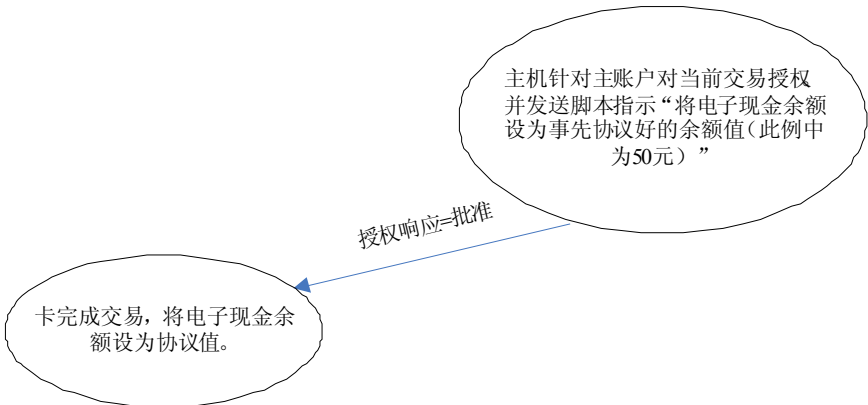 主机针对主账户对当前交易授权,
并发送脚本指示“将电子现金余额
设为事先协议好的余额值(此例中
为50元)”
授权响应=批准
卡完成交易,将电子现金余
额设为协议值。